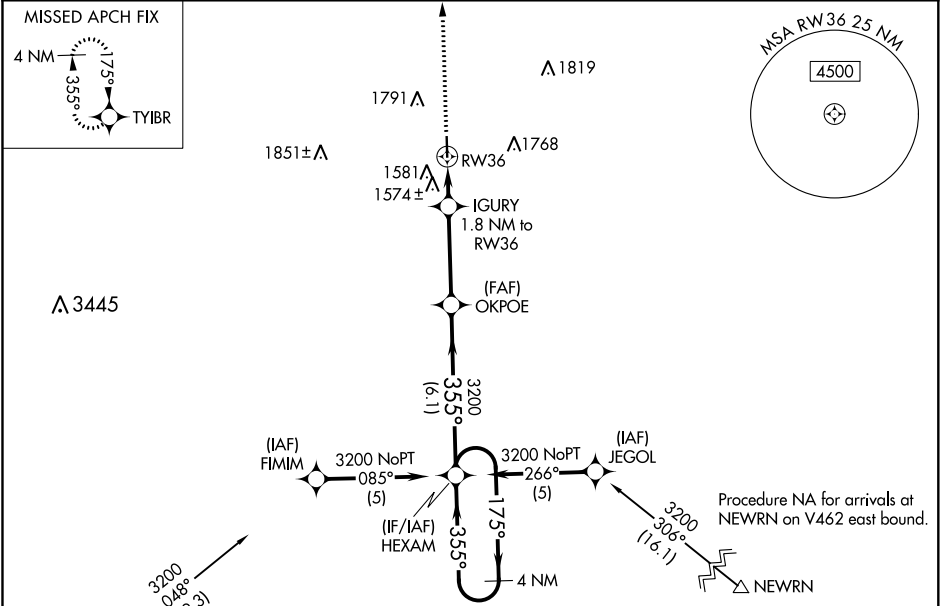 MISSED APCH FIX
4 NM
175°
355°
TYIBR
MSA RW36 25 NM
4500
1819
1791
1851±
1768
RW36
1581
1574±
IGURY
1.8 NM to
RW36
(FAF)
OKPOE
3445
3200
355°
(6.1)
(IAF)
FIMIM
3200 NoPT
085°
(5)
3200 NoPT
266°
(5)
(IAF)
JEGOL
(IF/IAF)
HEXAM
355°
175°
4 NM
Procedure NA for arrivals at
NEWRN on V462 east bound.
3200
306°
(16.1)
NEWRN
3200
048°